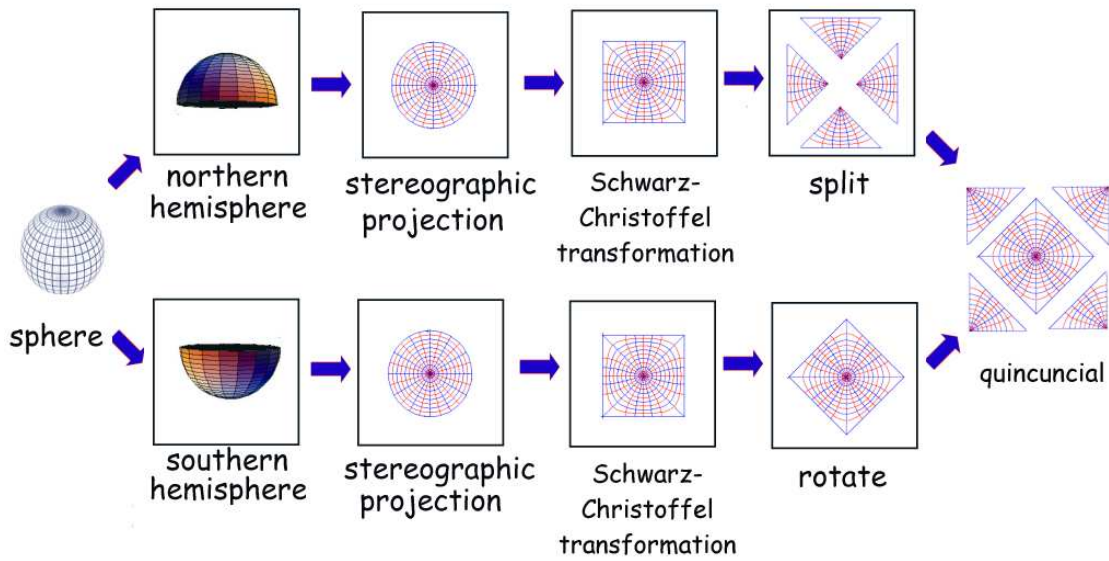 northern
hemisphere
stereographic
projection
Schwarz-
Christoffel
transformation
split
sphere
quincuncial
southern
hemisphere
stereographic
projection
Schwarz-
Christoffel
transformation
rotate